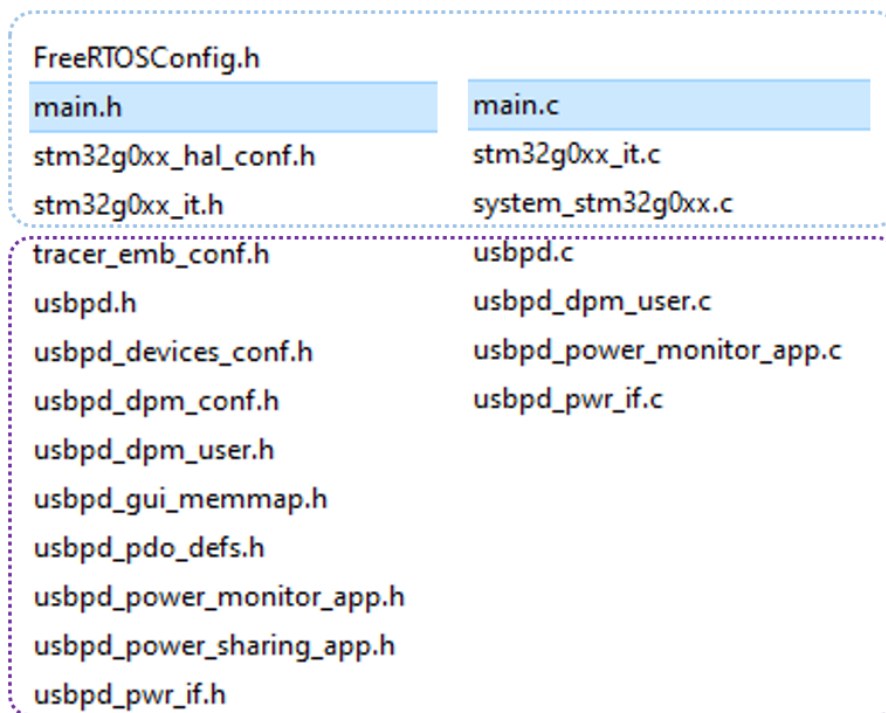 FreeRTOSConfig.h
main.h
stm32g0xx_hal_conf.h
stm32g0xx_it.h
tracer_emb_conf.h
usbpd.h
usbpd_devices_conf.h
usbpd_dpm_conf.h
usbpd_dpm_user.h
usbpd_gui_memmap.h
usbpd_pdo_defs.h
usbpd_power_monitor_app.h
usbpd_power_sharing_app.h
usbpd_pwr_if.h
main.c
stm32g0xx_it.c
system_stm32g0xx.c
usbpd.c
usbpd_dpm_user.c
usbpd_power_monitor_app.c
usbpd_pwr_if.c